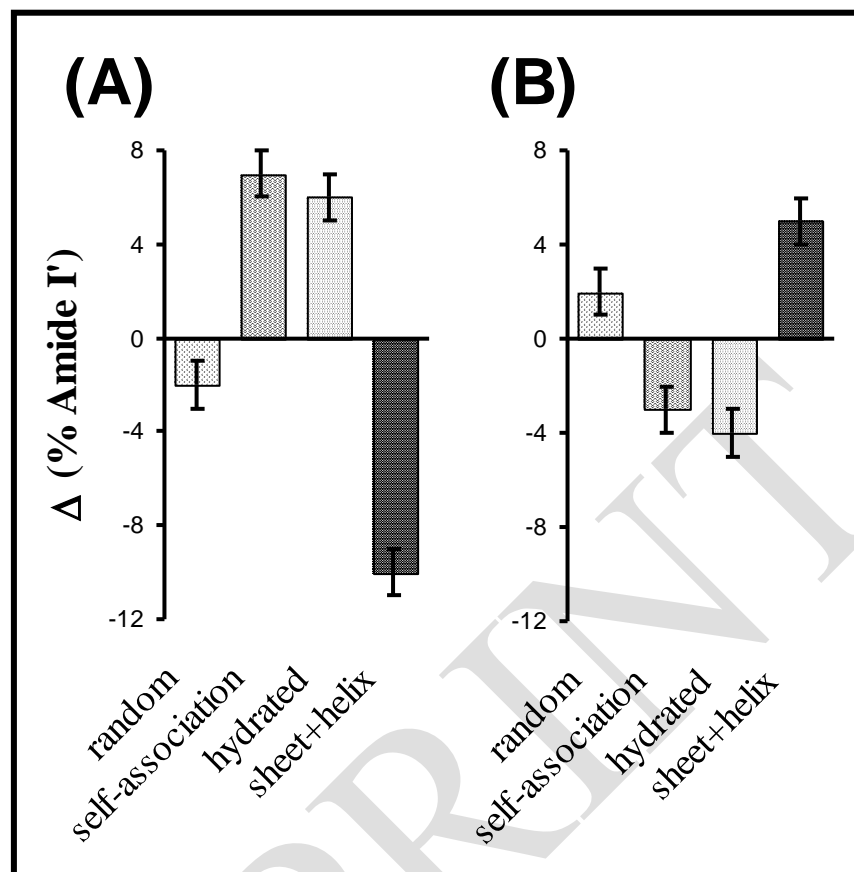 (A)
(B)
Δ (% Amide I')
8
4
0
-4
-8
-12
random
self-association
hydrated
sheet+helix
8
4
0
-4
-8
-12
random
self-association
hydrated
sheet+helix
PRINT